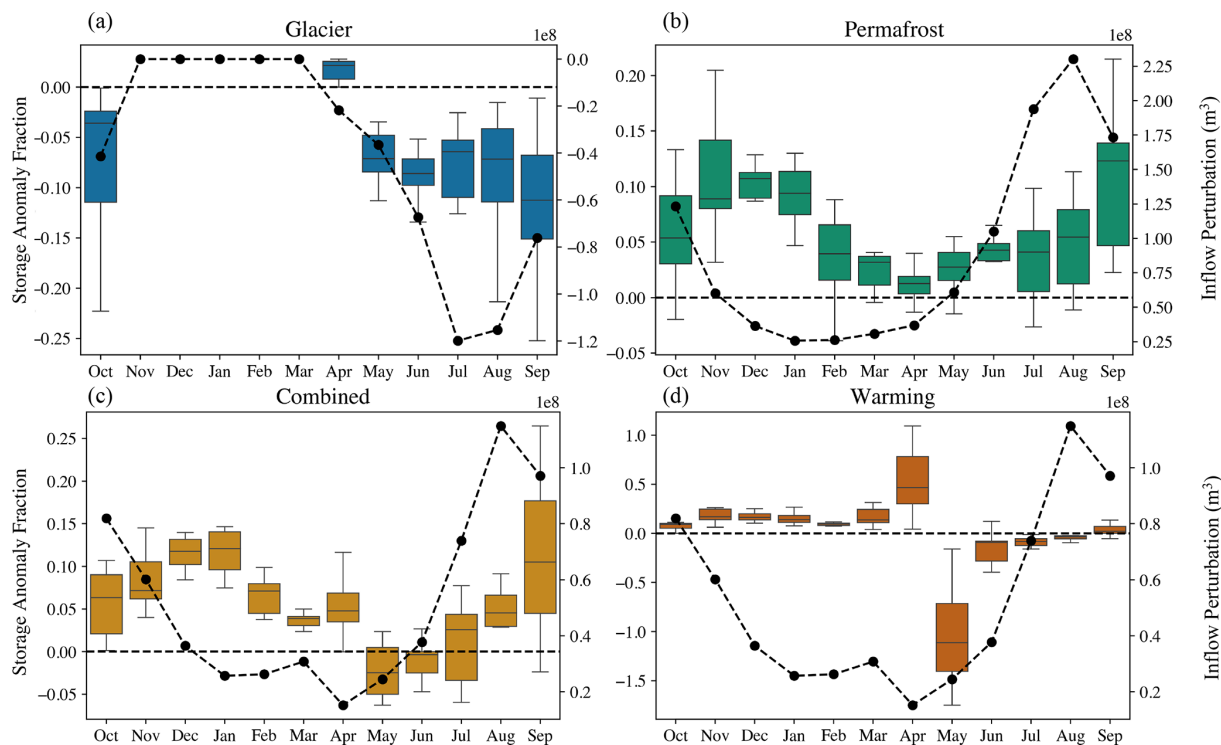 (a)
Glacier
1e8
0.00
−0.05
−0.10
−0.15
−0.20
−0.25
Storage Anomaly Fraction
0.0
−0.2
−0.4
−0.6
−0.8
−1.0
−1.2
Oct Nov Dec Jan Feb Mar Apr May Jun Jul Aug Sep
(b)
Permafrost
1e8
0.20
0.15
0.10
0.05
0.00
−0.05
2.25
2.00
1.75
1.50
1.25
1.00
0.75
0.50
0.25
Inflow Perturbation (m³)
Oct Nov Dec Jan Feb Mar Apr May Jun Jul Aug Sep
(c)
Combined
1e8
0.25
0.20
0.15
0.10
0.05
0.00
−0.05
Storage Anomaly Fraction
1.0
0.8
0.6
0.4
0.2
Oct Nov Dec Jan Feb Mar Apr May Jun Jul Aug Sep
(d)
Warming
1e8
1.0
0.5
0.0
−0.5
−1.0
−1.5
1.0
0.8
0.6
0.4
0.2
Inflow Perturbation (m³)
Oct Nov Dec Jan Feb Mar Apr May Jun Jul Aug Sep